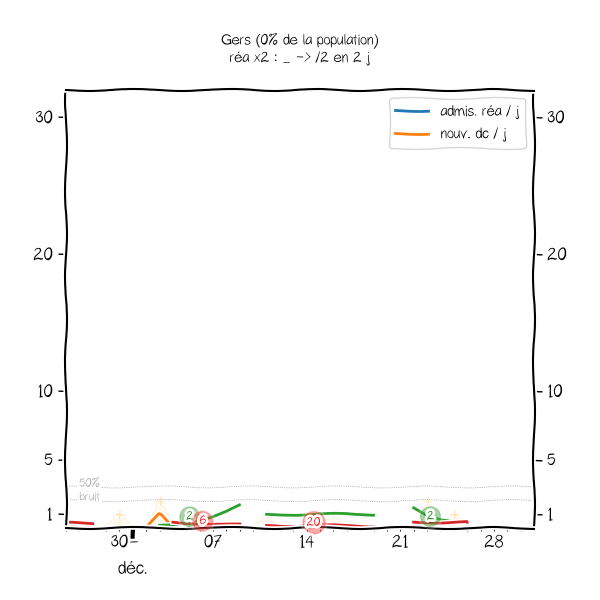 Gers (0% de la population)
réa x2 : _ -> /2 en 2 j
admis. réa / j
nouv. dc / j
30 30
20 20
10 10
5 5
50%
bruit
1 1
2 6 20 2
30 07 14 21 28
déc.